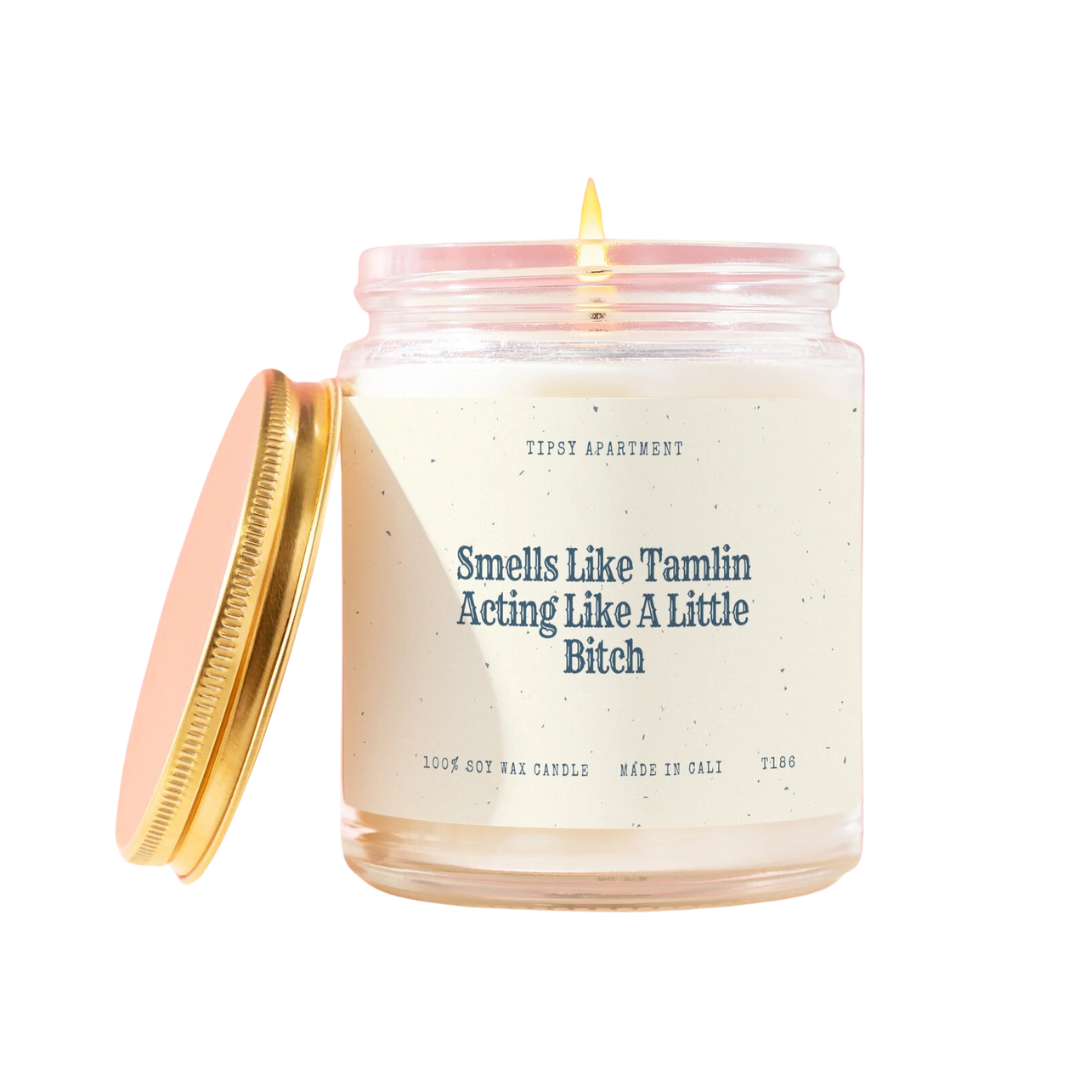 TIPSY APARTMENT
Smells Like Tamlin
Acting Like A Little
Bitch
100% SOY WAX CANDLE MADE IN CALI T186